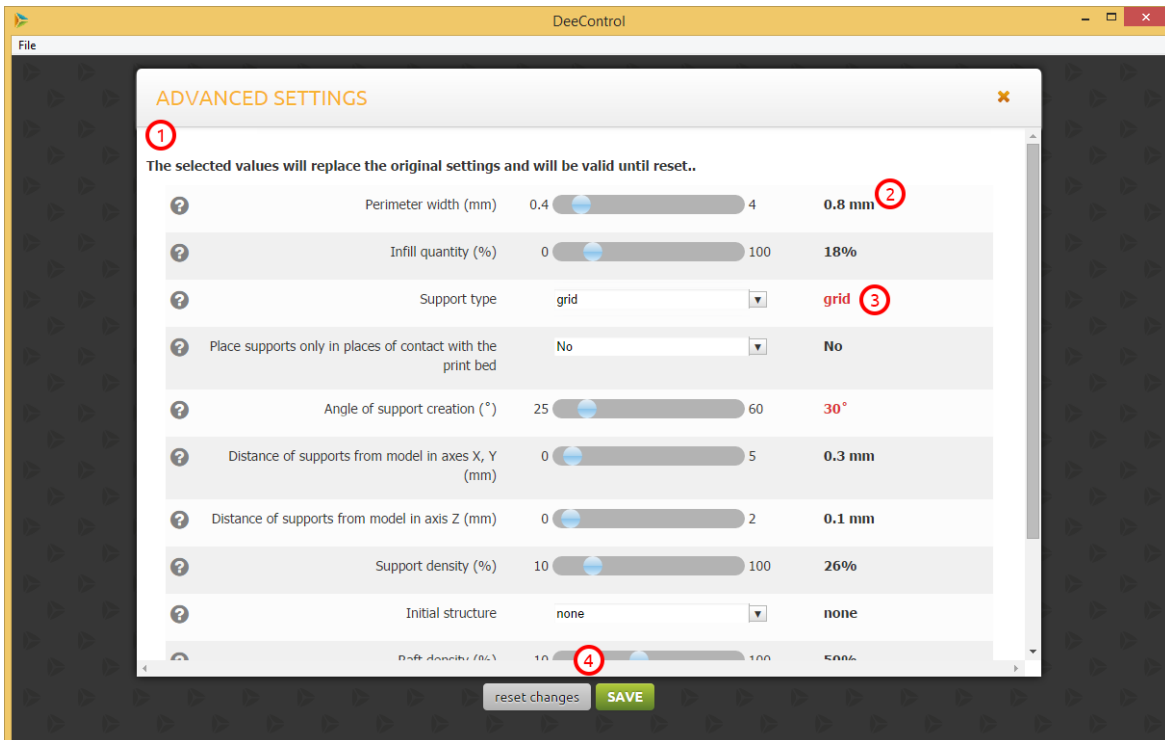 DeeControl
File
ADVANCED SETTINGS
1
The selected values will replace the original settings and will be valid until reset..
Perimeter width (mm) 0.4 4 0.8 mm 2
Infill quantity (%) 0 100 18%
Support type grid grid 3
Place supports only in places of contact with the No No
print bed
Angle of support creation (°) 25 60 30°
Distance of supports from model in axes X, Y 0 5 0.3 mm
(mm)
Distance of supports from model in axis Z (mm) 0 2 0.1 mm
Support density (%) 10 100 26%
Initial structure none none
Raft density (%) 10 100 50%
4
reset changes SAVE